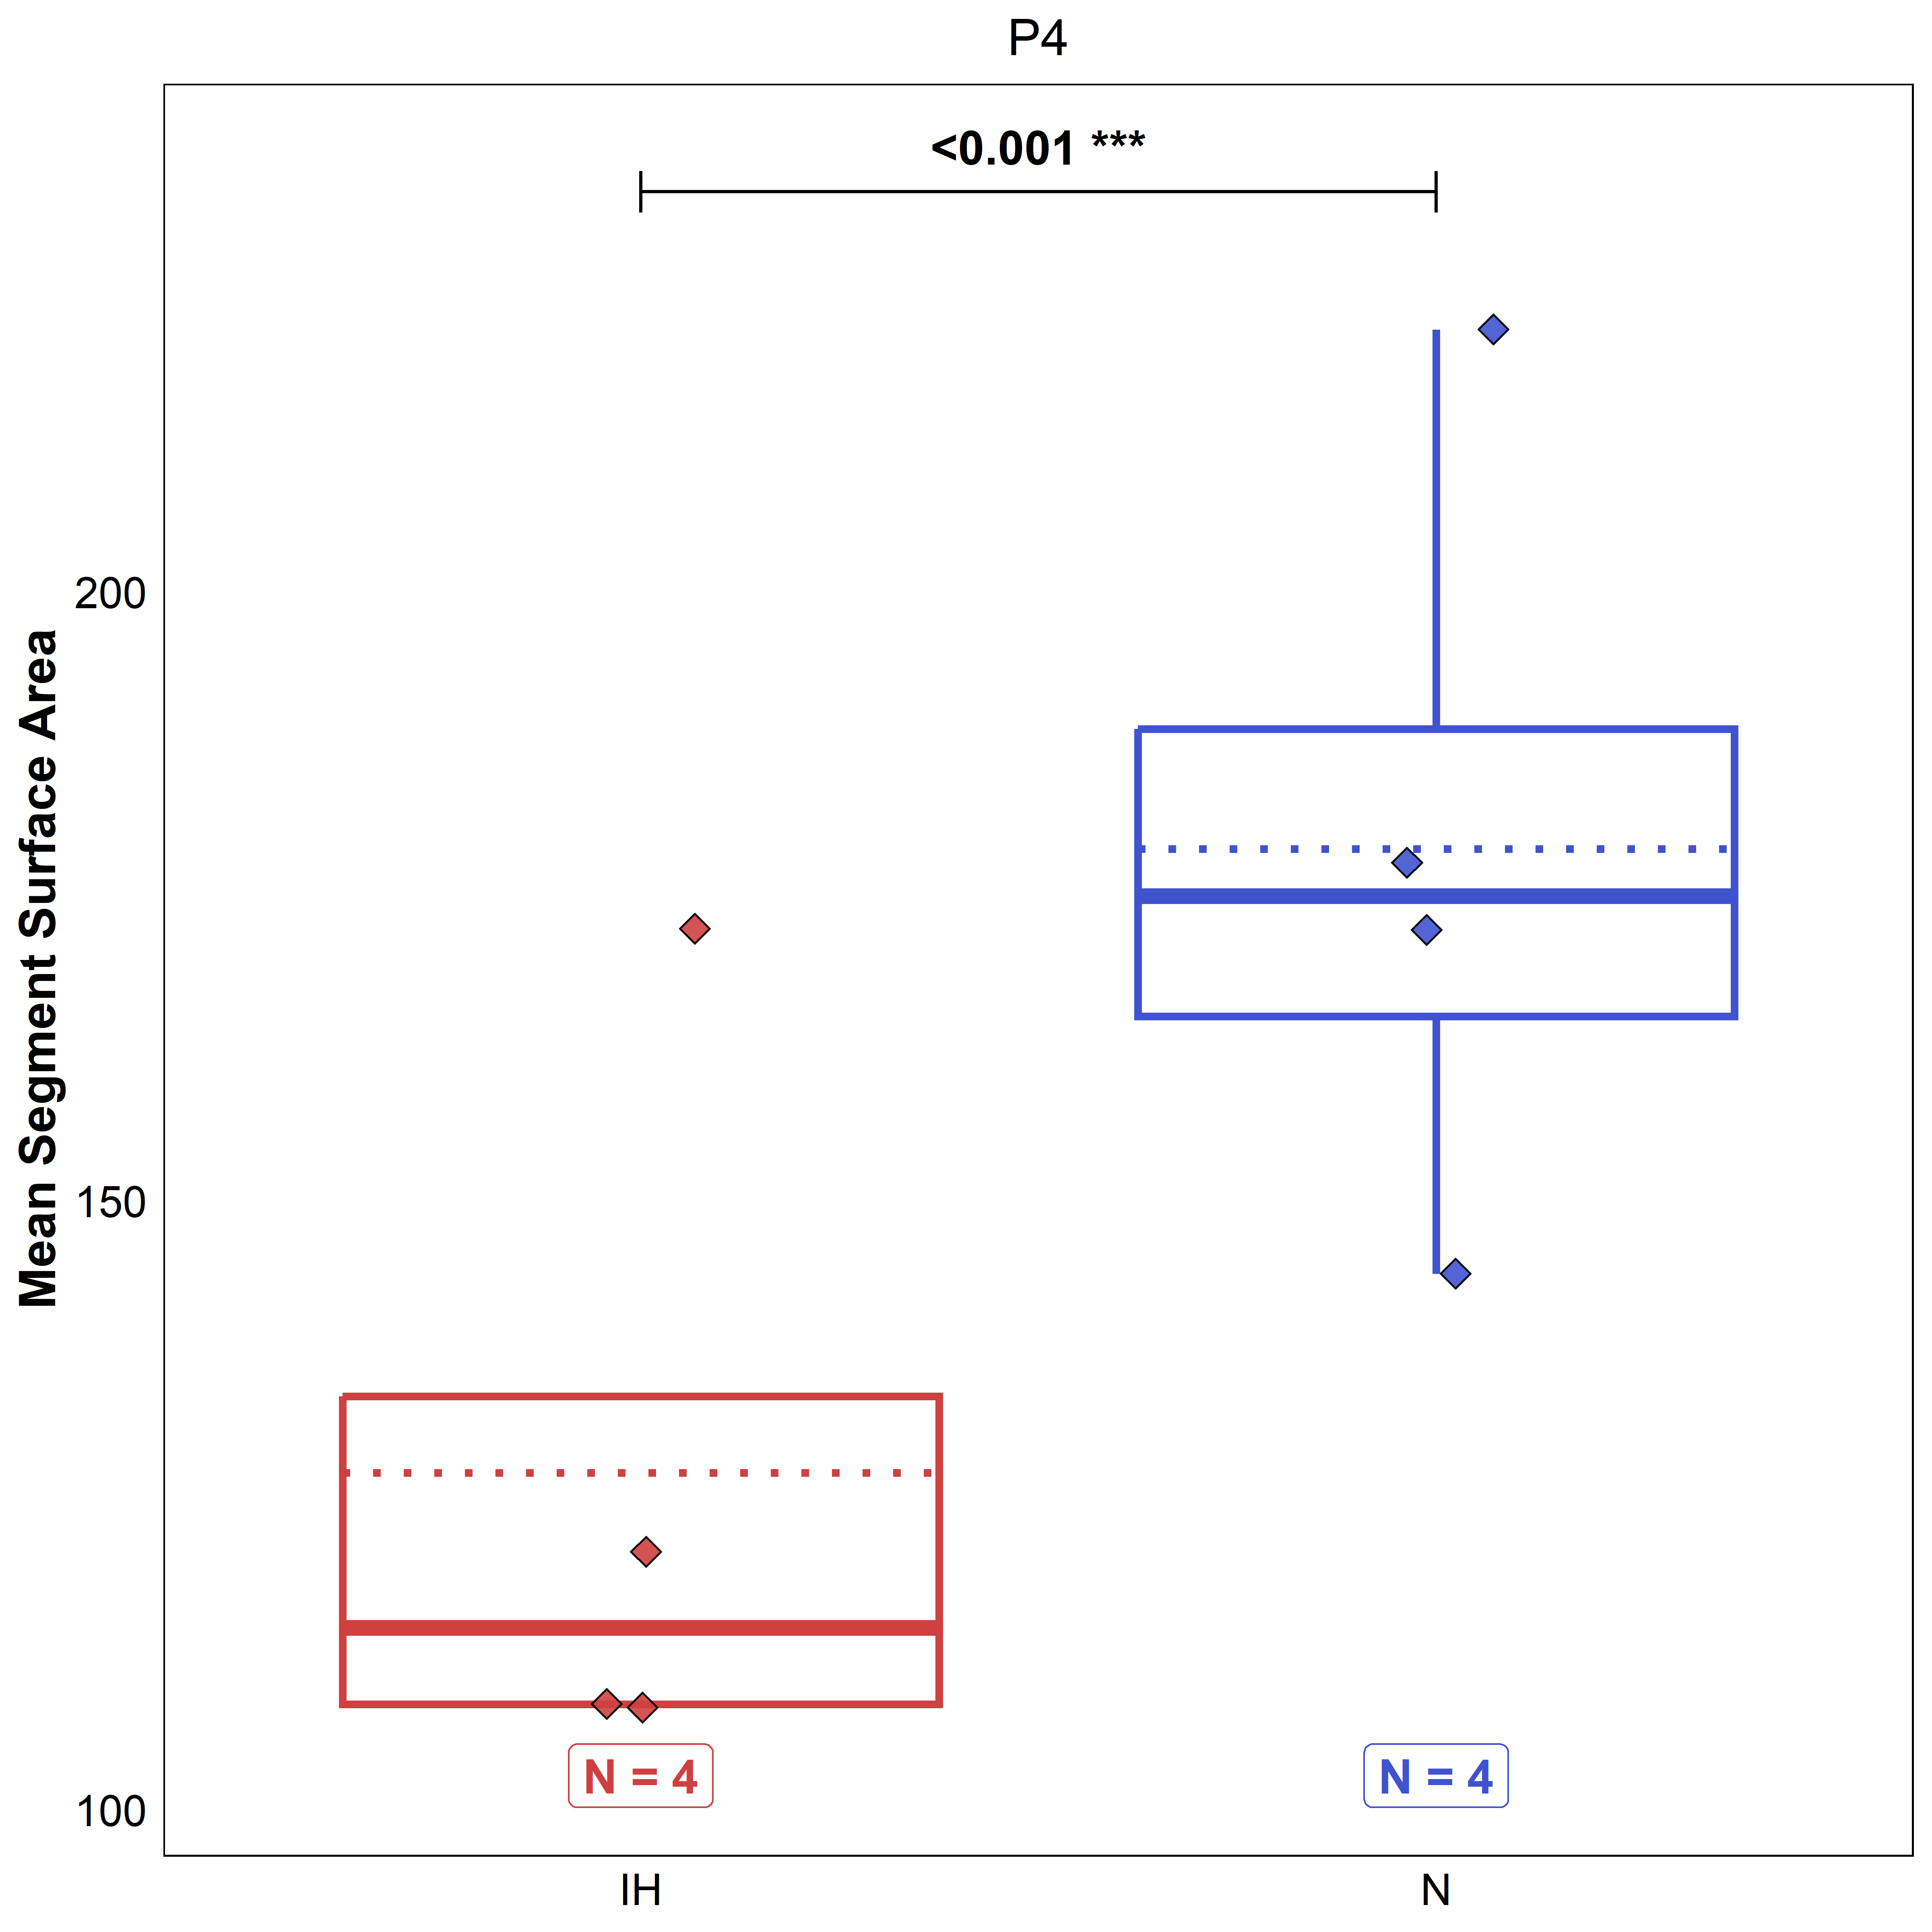 P4
<0.001 ***
Mean Segment Surface Area
200
150
100
N = 4
N = 4
IH
N